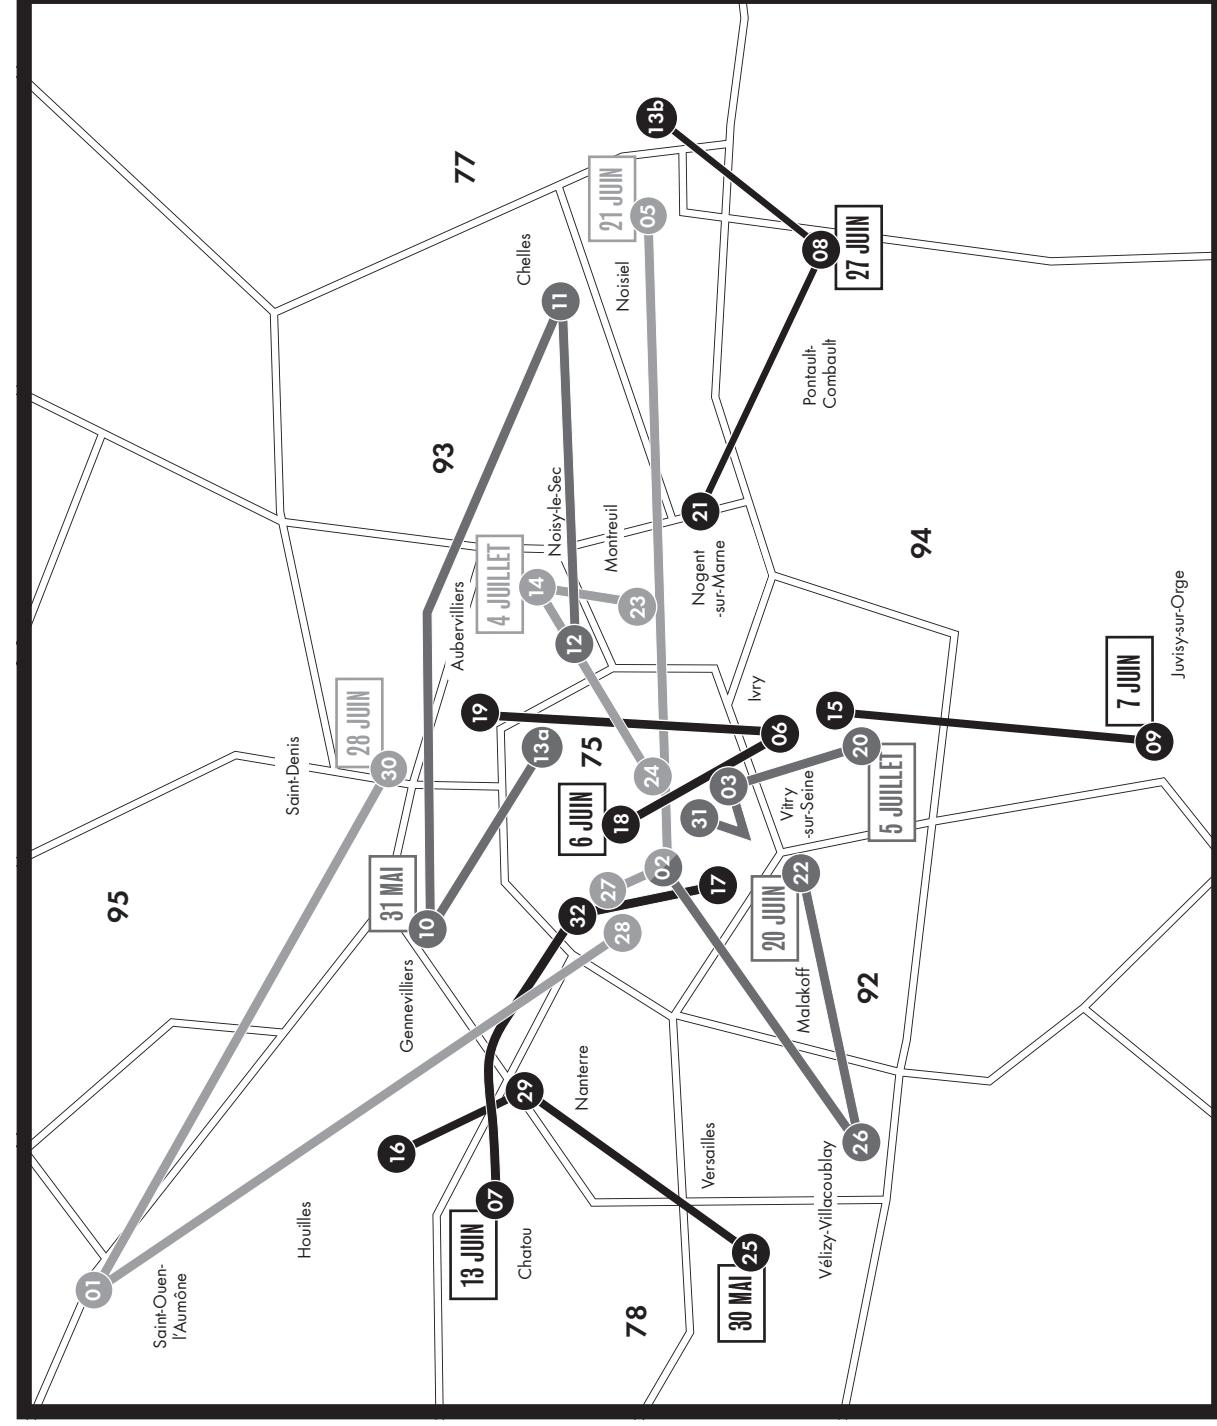 01
95
Saint-Ouen-
l'Aumône
Saint-Denis
Houilles
28 JUIN
30
31 MAI
16
Gennevilliers
10
93
Aubervilliers
77
13 JUIN
19
07
4 JUILLET
Chatou
Chelles
29
14
13a
Noisy-le-Sec
11
12
32
6 JUIN
Nanterre
75
27
21 JUIN
Montreuil
18
28
Noisiel
78
23
05
24
13b
02
31
21
Nogent
-sur-Marne
Versailles
17
03
30 MAI
25
Ivry
20 JUIN
06
Vitry
-sur-Seine
22
Malakoff
Pontault-
Combault
08
Vélizy-Villacoublay
15
27 JUIN
20
26
92
5 JUILLET
94
7 JUIN
09
Juvisy-sur-Orge